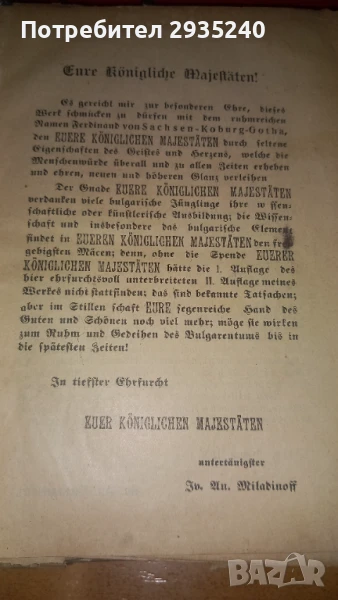 Потребител 2935240
Eure Königliche Majestäten!
Es gereicht mir zur besonderen Ehre, dieses
Werk schmücken zu dürfen mit dem ruhmreichen
Namen Ferdinand von Sachsen-Koburg-Gotha,
den EUERE KÖNIGLICHEN MAJESTÄTEN durch seltene
Eigenschaften des Geistes und Herzens, welche die
Menschenwürde überall und zu allen Zeiten erheben
und ehren, neuen und höheren Glanz verleihen
Der Gnade EUERE KÖNIGLICHEN MAJESTÄTEN
verdanken viele bulgarische Jünglinge ihre wissen-
schaftliche oder künstlerische Ausbildung; die Wissen-
schaft und insbesondere das bulgarische Element
findet in EUEREN KÖNIGLICHEN MAJESTÄTEN den frei-
gebigsten Mäcen; denn, ohne die Spende EUERER
KÖNIGLICHEN MAJESTÄTEN hätte die I. Auflage des
hier ehrfurchtsvoll unterbreiteten II. Auflage meines
Werkes nicht stattfinden; das sind bekannte Tatsachen;
aber im Stillen schaft EURE segenreiche Hand des
Guten und Schönen noch viel mehr; möge sie wirken
zum Ruhm und Gedeihen des Bulgarentums bis in
die spätesten Zeiten!
In tiefster Ehrfurcht
EUER KÖNIGLICHEN MAJESTÄTEN
untertänigster
Iv. An. Miladinoff
BAZAR